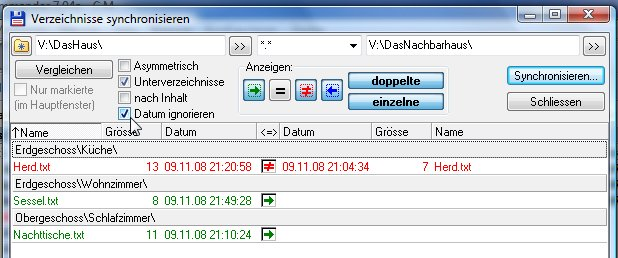 Verzeichnisse synchronisieren
V:\DasHaus\ >> *.* V:\DasNachbarhaus\ >>
Vergleichen
Nur markierte
(im Hauptfenster)
Asymmetrisch
Unterverzeichnisse
nach Inhalt
Datum ignorieren
Anzeigen:
doppelte
einzelne
Synchronisieren...
Schliessen
Name Grösse Datum <=> Datum Grösse Name
Erdgeschoss\Küche\
Herd.txt 13 09.11.08 21:20:58 ≠ 09.11.08 21:04:34 7 Herd.txt
Erdgeschoss\Wohnzimmer\
Sessel.txt 8 09.11.08 21:49:28
Obergeschoss\Schlafzimmer\
Nachttische.txt 11 09.11.08 21:10:24